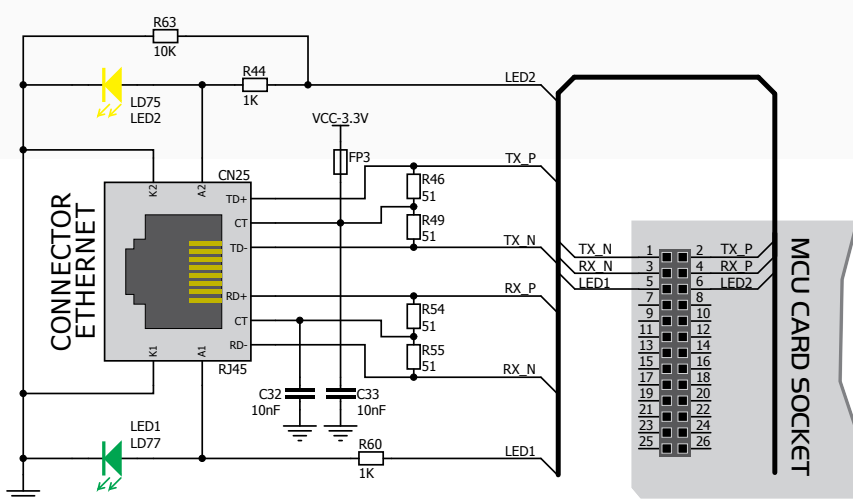 R63
10K
R44
1K
LED2
LD75
LED2
VCC-3.3V
FP3
TX_P
CN25
K2
A2
TD+
CT
TD-
RD+
CT
RD-
K1
A1
RJ45
CONNECTOR
ETHERNET
R46
51
R49
51
TX_N
RX_P
R54
51
R55
51
RX_N
C32
10nF
C33
10nF
LED1
LD77
R60
1K
LED1
TX_N 1 2 TX_P
RX_N 3 4 RX_P
LED1 5 6 LED2
7 8
9 10
11 12
13 14
15 16
17 18
19 20
21 22
23 24
25 26
MCU CARD SOCKET